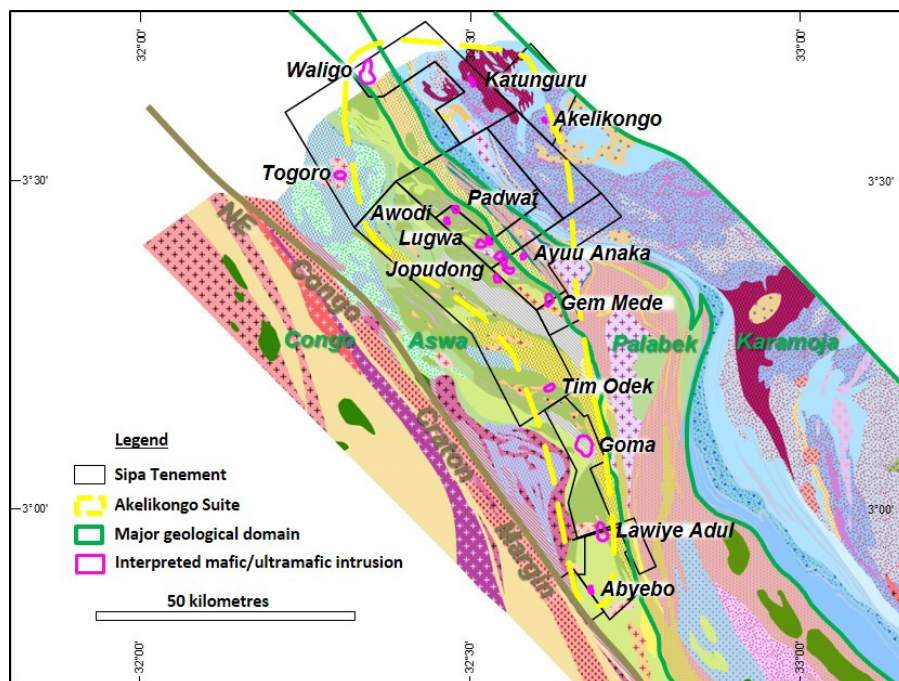 32°00'
32°30'
33°00'
Waligo
Katunguru
Akelikongo
3°30'
Togoro
Padwat
3°30'
Awodi
Lugwa
Ayuu Anaka
Jopudong
Gem Mede
NE Congo Craton Margin
Congo
Aswa
Palabek
Karamoja
Tim Odek
Goma
Legend
Sipa Tenement
Akelikongo Suite
Major geological domain
Interpreted mafic/ultramafic intrusion
50 kilometres
3°00'
3°00'
Lawiye Adul
Abyebo
32°00'
32°30'
33°00'